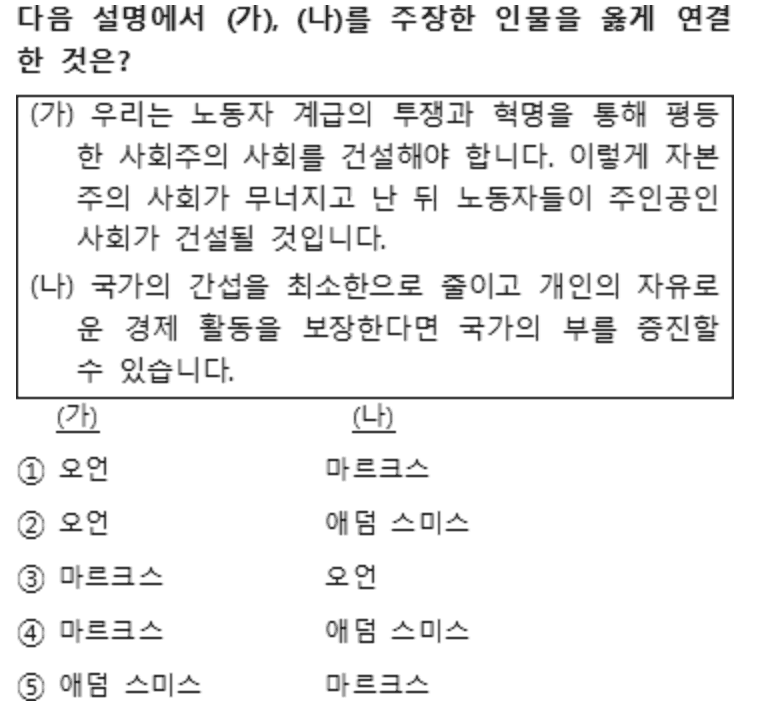 다음 설명에서 (가), (나)를 주장한 인물을 옳게 연결
한 것은?
(가) 우리는 노동자 계급의 투쟁과 혁명을 통해 평등
한 사회주의 사회를 건설해야 합니다. 이렇게 자본
주의 사회가 무너지고 난 뒤 노동자들이 주인공인
사회가 건설될 것입니다.
(나) 국가의 간섭을 최소한으로 줄이고 개인의 자유로
운 경제 활동을 보장한다면 국가의 부를 증진할
수 있습니다.
(가) (나)
① 오언 마르크스
② 오언 애덤 스미스
③ 마르크스 오언
④ 마르크스 애덤 스미스
⑤ 애덤 스미스 마르크스